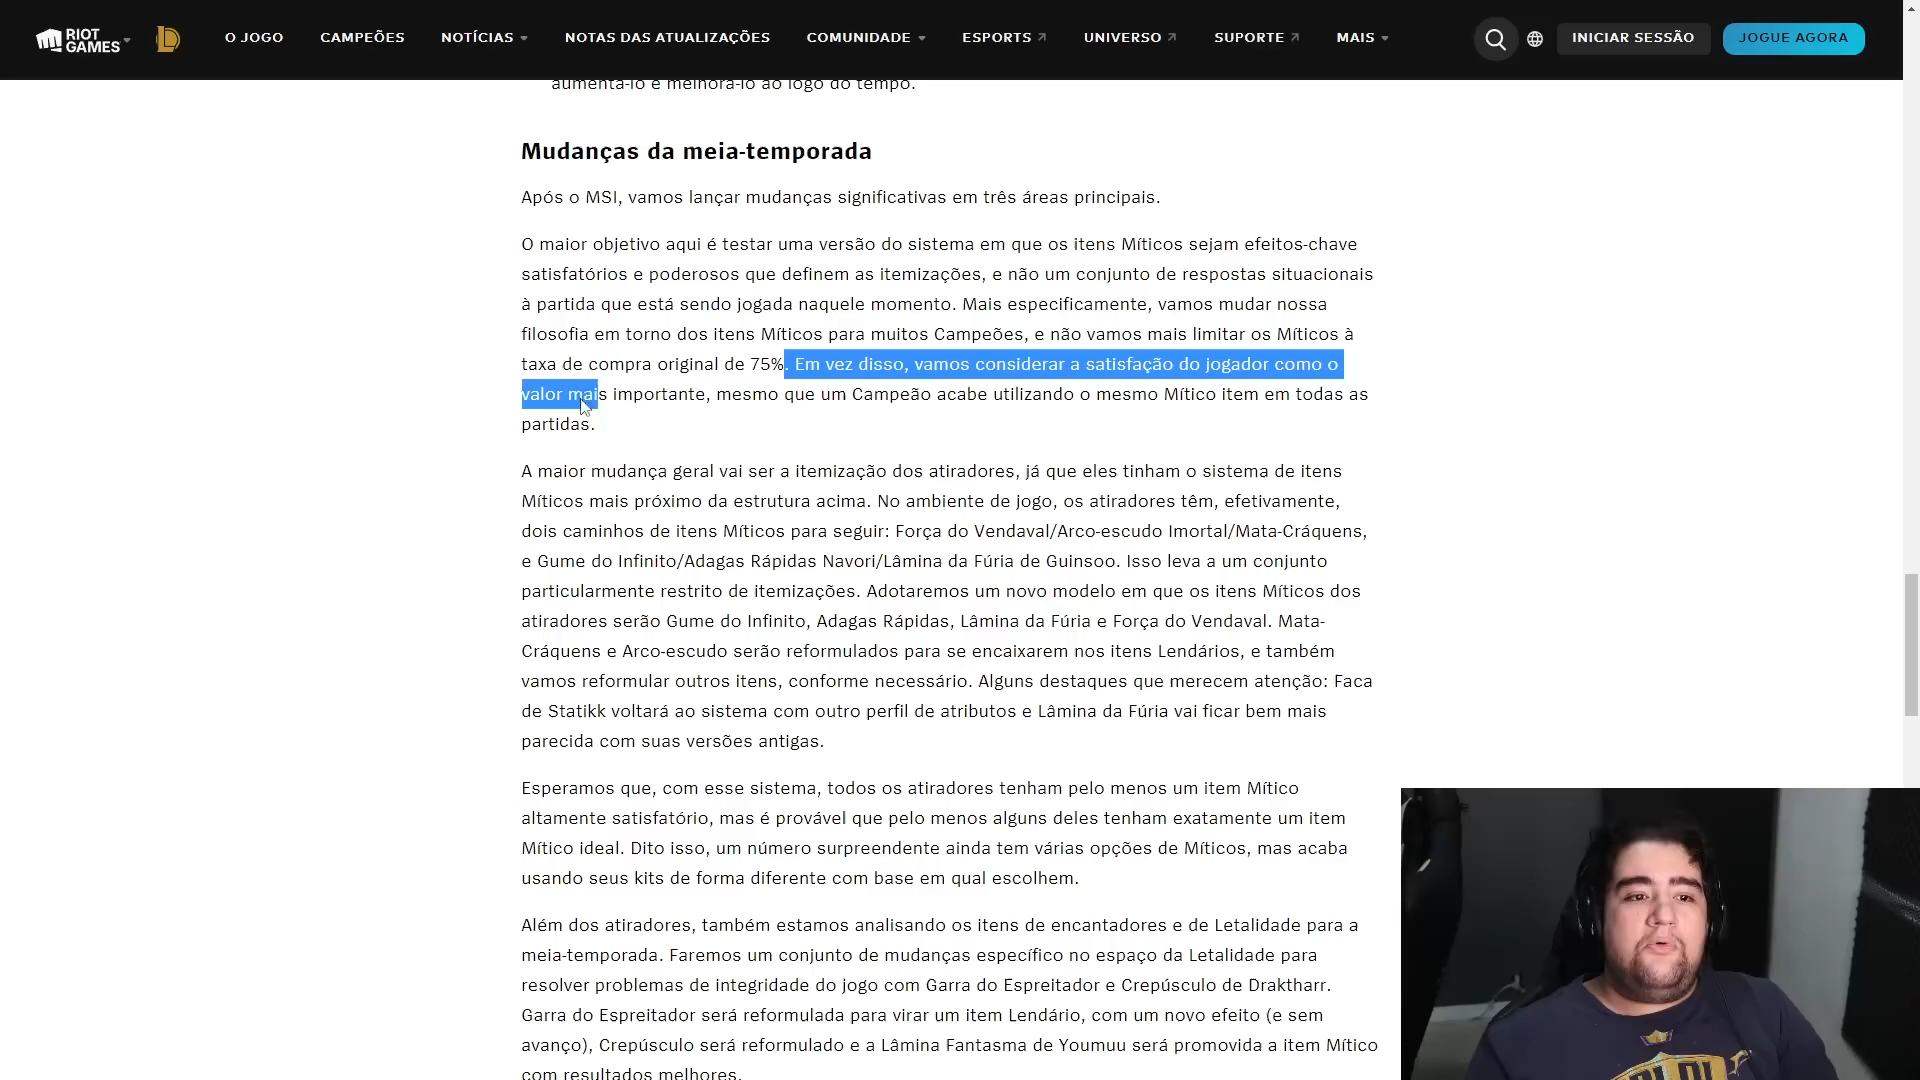 RIOT GAMES
O JOGO CAMPEÕES NOTÍCIAS NOTAS DAS ATUALIZAÇÕES COMUNIDADE ESPORTS UNIVERSO SUPORTE MAIS INICIAR SESSÃO JOGUE AGORA
aumentá-lo e melhorá-lo ao logo do tempo.
Mudanças da meia-temporada
Após o MSI, vamos lançar mudanças significativas em três áreas principais.
O maior objetivo aqui é testar uma versão do sistema em que os itens Míticos sejam efeitos-chave
satisfatórios e poderosos que definem as itemizações, e não um conjunto de respostas situacionais
à partida que está sendo jogada naquele momento. Mais especificamente, vamos mudar nossa
filosofia em torno dos itens Míticos para muitos Campeões, e não vamos mais limitar os Míticos à
taxa de compra original de 75%. Em vez disso, vamos considerar a satisfação do jogador como o
valor mais importante, mesmo que um Campeão acabe utilizando o mesmo Mítico item em todas as
partidas.
A maior mudança geral vai ser a itemização dos atiradores, já que eles tinham o sistema de itens
Míticos mais próximo da estrutura acima. No ambiente de jogo, os atiradores têm, efetivamente,
dois caminhos de itens Míticos para seguir: Força do Vendaval/Arco-escudo Imortal/Mata-Cráquens,
e Gume do Infinito/Adagas Rápidas Navori/Lâmina da Fúria de Guinsoo. Isso leva a um conjunto
particularmente restrito de itemizações. Adotaremos um novo modelo em que os itens Míticos dos
atiradores serão Gume do Infinito, Adagas Rápidas, Lâmina da Fúria e Força do Vendaval. Mata-
Cráquens e Arco-escudo serão reformulados para se encaixarem nos itens Lendários, e também
vamos reformular outros itens, conforme necessário. Alguns destaques que merecem atenção: Faca
de Statikk voltará ao sistema com outro perfil de atributos e Lâmina da Fúria vai ficar bem mais
parecida com suas versões antigas.
Esperamos que, com esse sistema, todos os atiradores tenham pelo menos um item Mítico
altamente satisfatório, mas é provável que pelo menos alguns deles tenham exatamente um item
Mítico ideal. Dito isso, um número surpreendente ainda tem várias opções de Míticos, mas acaba
usando seus kits de forma diferente com base em qual escolhem.
Além dos atiradores, também estamos analisando os itens de encantadores e de Letalidade para a
meia-temporada. Faremos um conjunto de mudanças específico no espaço da Letalidade para
resolver problemas de integridade do jogo com Garra do Espreitador e Crepúsculo de Draktharr.
Garra do Espreitador será reformulada para virar um item Lendário, com um novo efeito (e sem
avanço), Crepúsculo será reformulado e a Lâmina Fantasma de Youmuu será promovida a item Mítico
com resultados melhores.